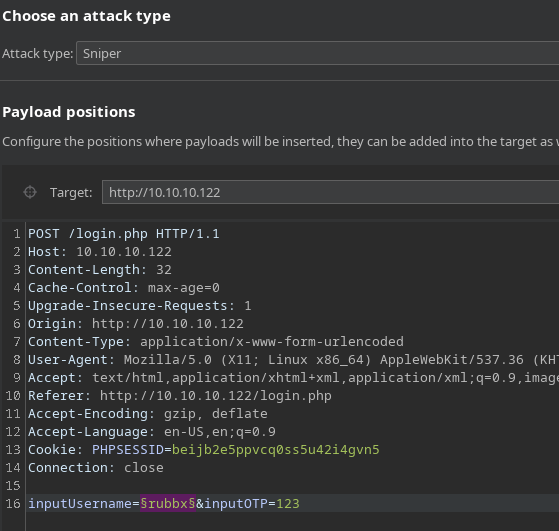 Choose an attack type
Attack type: Sniper
Payload positions
Configure the positions where payloads will be inserted, they can be added into the target as
Target: http://10.10.10.122
1 POST /login.php HTTP/1.1
2 Host: 10.10.10.122
3 Content-Length: 32
4 Cache-Control: max-age=0
5 Upgrade-Insecure-Requests: 1
6 Origin: http://10.10.10.122
7 Content-Type: application/x-www-form-urlencoded
8 User-Agent: Mozilla/5.0 (X11; Linux x86_64) AppleWebKit/537.36 (KHT
9 Accept: text/html,application/xhtml+xml,application/xml;q=0.9,image
10 Referer: http://10.10.10.122/login.php
11 Accept-Encoding: gzip, deflate
12 Accept-Language: en-US,en;q=0.9
13 Cookie: PHPSESSID=beijb2e5ppvcq0ss5u42i4gvn5
14 Connection: close
15
16 inputUsername=§rubbx§&inputOTP=123